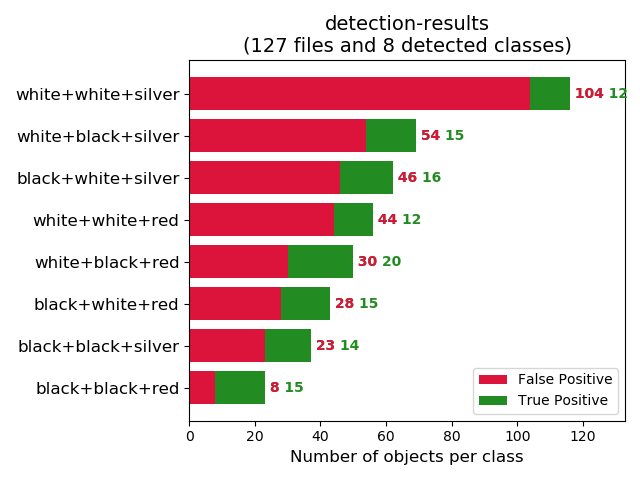 detection-results
(127 files and 8 detected classes)
white+white+silver 104 12
white+black+silver 54 15
black+white+silver 46 16
white+white+red 44 12
white+black+red 30 20
black+white+red 28 15
black+black+silver 23 14
black+black+red 8 15
False Positive
True Positive
0 20 40 60 80 100 120
Number of objects per class